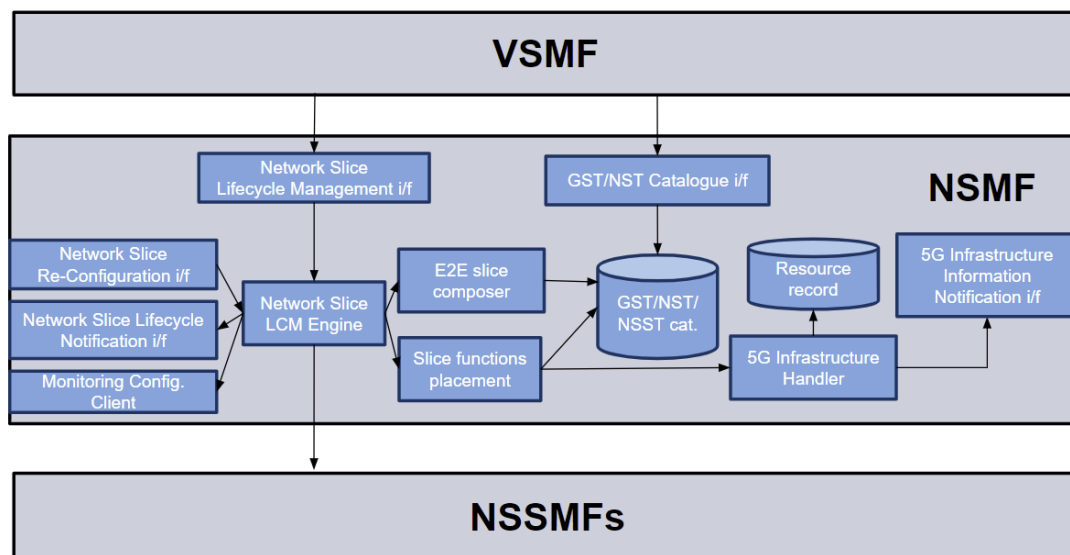 VSMF
Network Slice
Lifecycle Management i/f
GST/NST Catalogue i/f
NSMF
Network Slice
Re-Configuration i/f
E2E slice
composer
Resource
record
5G Infrastructure
Information
Notification i/f
Network Slice
LCM Engine
GST/NST/
NSST cat.
Network Slice Lifecycle
Notification i/f
Slice functions
placement
5G Infrastructure
Handler
Monitoring Config.
Client
NSSMFs